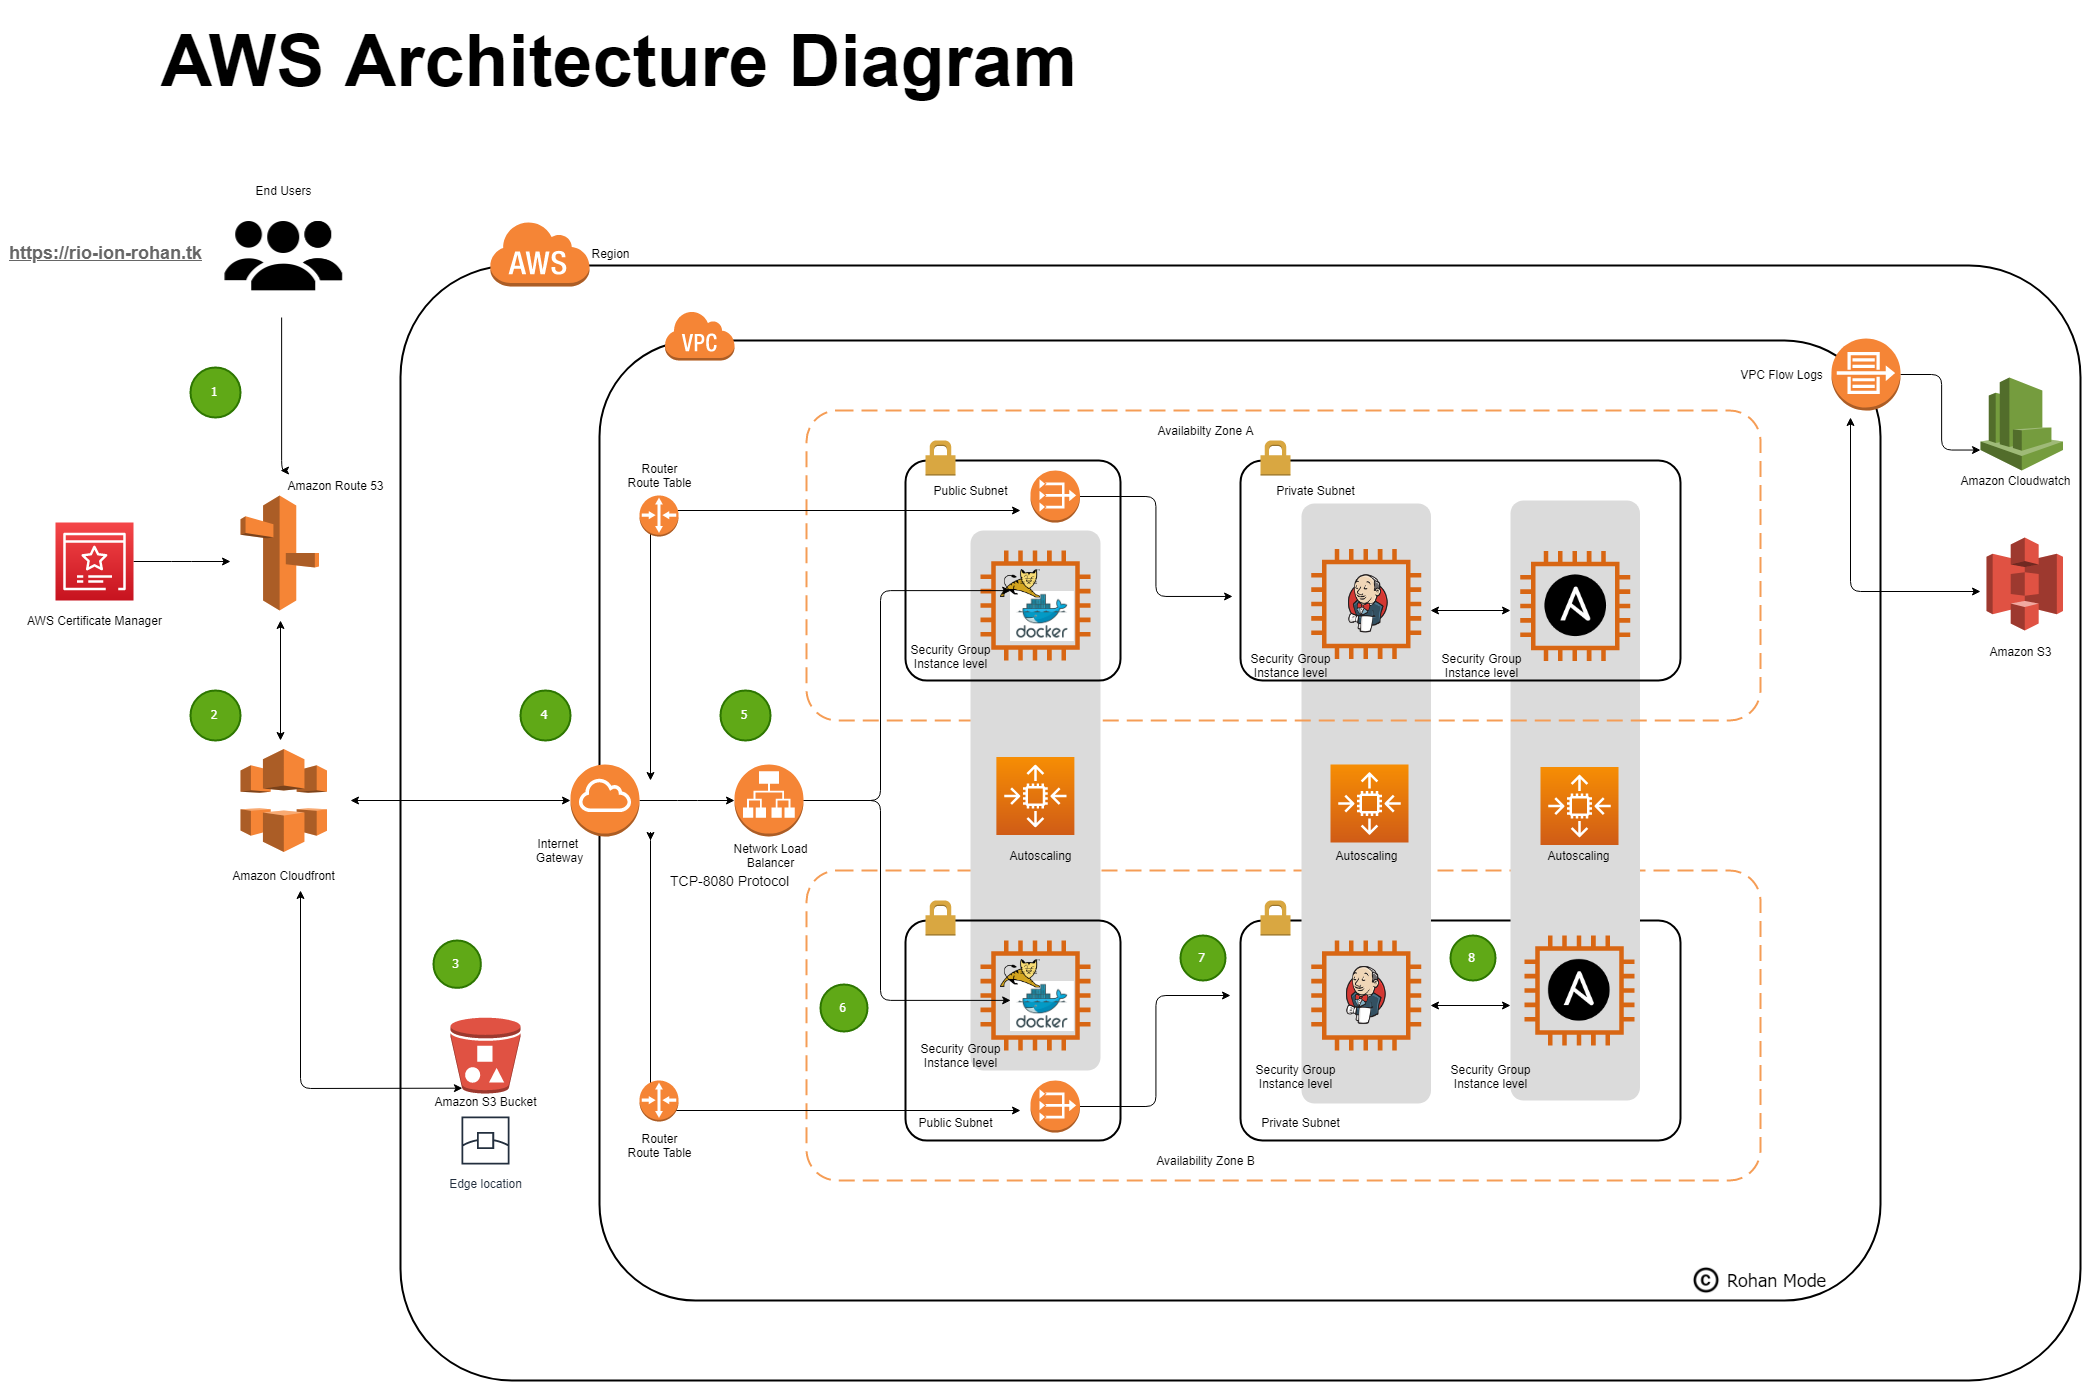 AWS Architecture Diagram
End Users
https://rio-ion-rohan.tk
AWS
Region
VPC
VPC Flow Logs
1
Availabilty Zone A
Router
Route Table
Public Subnet
Private Subnet
Amazon Cloudwatch
Amazon Route 53
AWS Certificate Manager
docker
Security Group
Instance level
Security Group
Instance level
Security Group
Instance level
Amazon S3
2
4
5
Internet
Gateway
Network Load
Balancer
TCP-8080 Protocol
Autoscaling
Autoscaling
Autoscaling
Amazon Cloudfront
3
6
7
8
docker
Security Group
Instance level
Security Group
Instance level
Security Group
Instance level
Amazon S3 Bucket
Edge location
Router
Route Table
Public Subnet
Private Subnet
Availability Zone B
© Rohan Mode